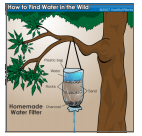 How to Find Water in the Wild
Plastic bag
Water
Rocks
Sand
Charcoal
Homemade
Water Filter